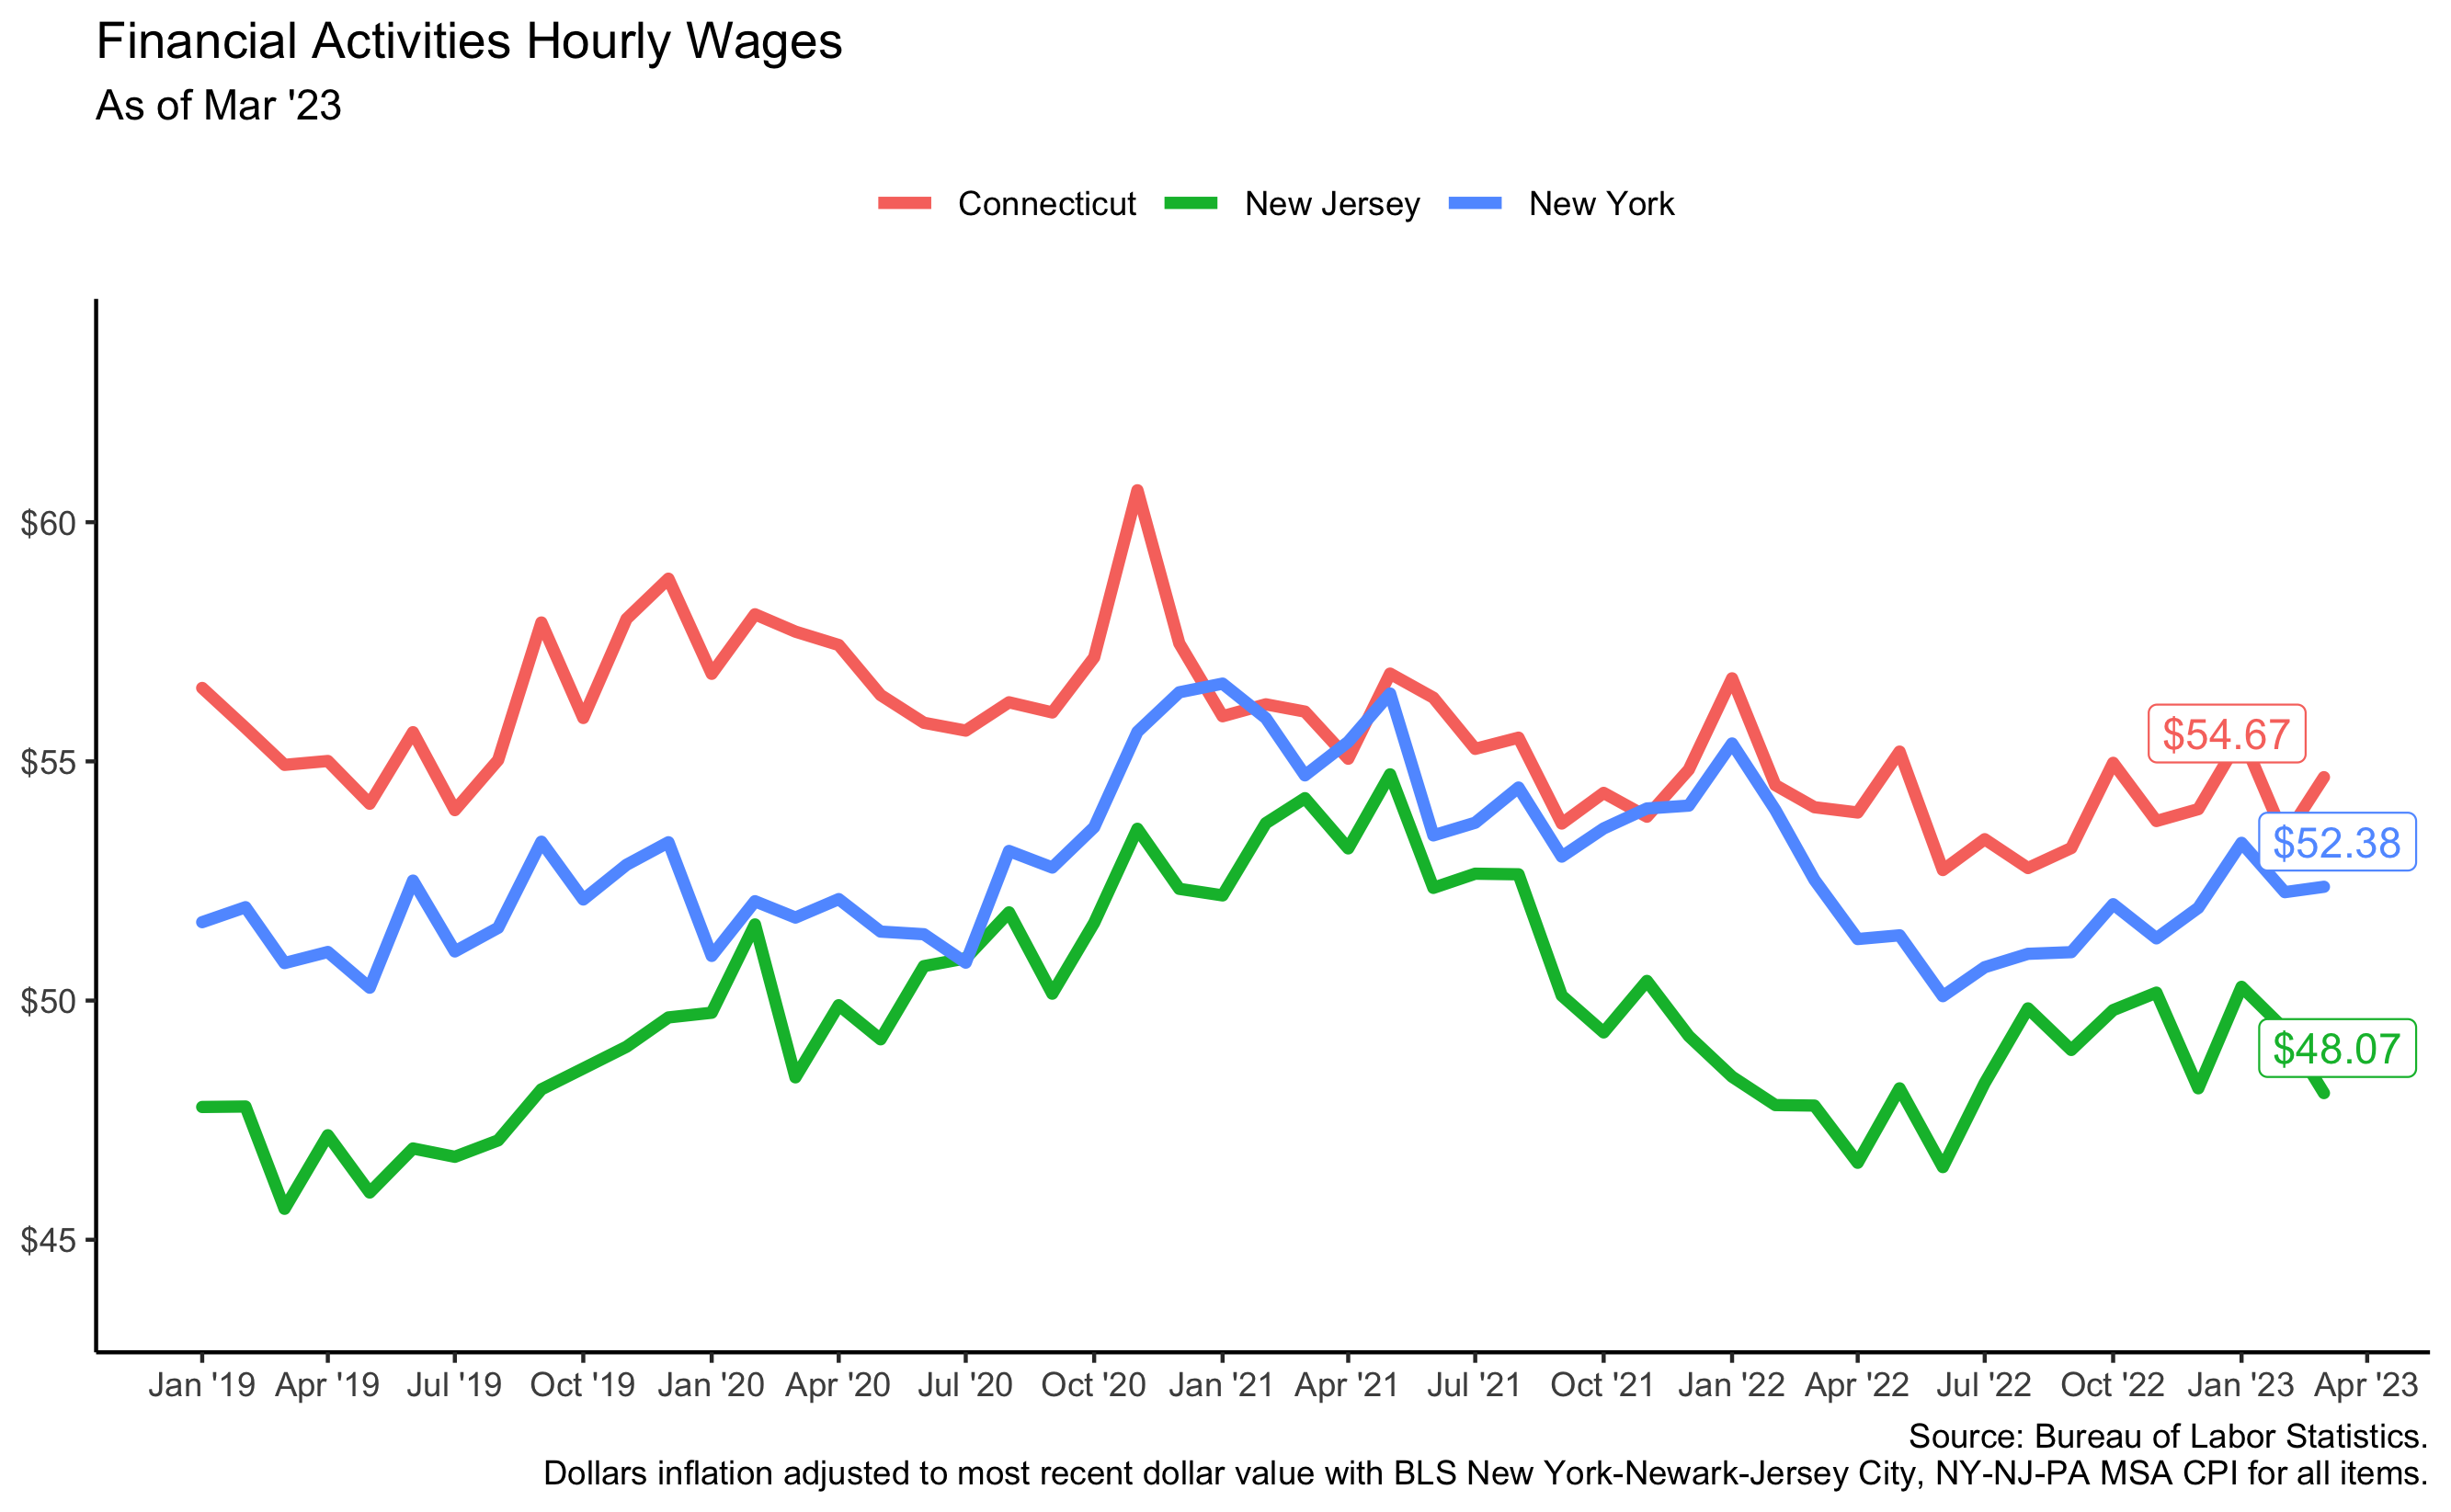 Financial Activities Hourly Wages
As of Mar '23
Connecticut New Jersey New York
$60
$55
$50
$45
$54.67
$52.38
$48.07
Jan '19 Apr '19 Jul '19 Oct '19 Jan '20 Apr '20 Jul '20 Oct '20 Jan '21 Apr '21 Jul '21 Oct '21 Jan '22 Apr '22 Jul '22 Oct '22 Jan '23 Apr '23
Source: Bureau of Labor Statistics.
Dollars inflation adjusted to most recent dollar value with BLS New York-Newark-Jersey City, NY-NJ-PA MSA CPI for all items.